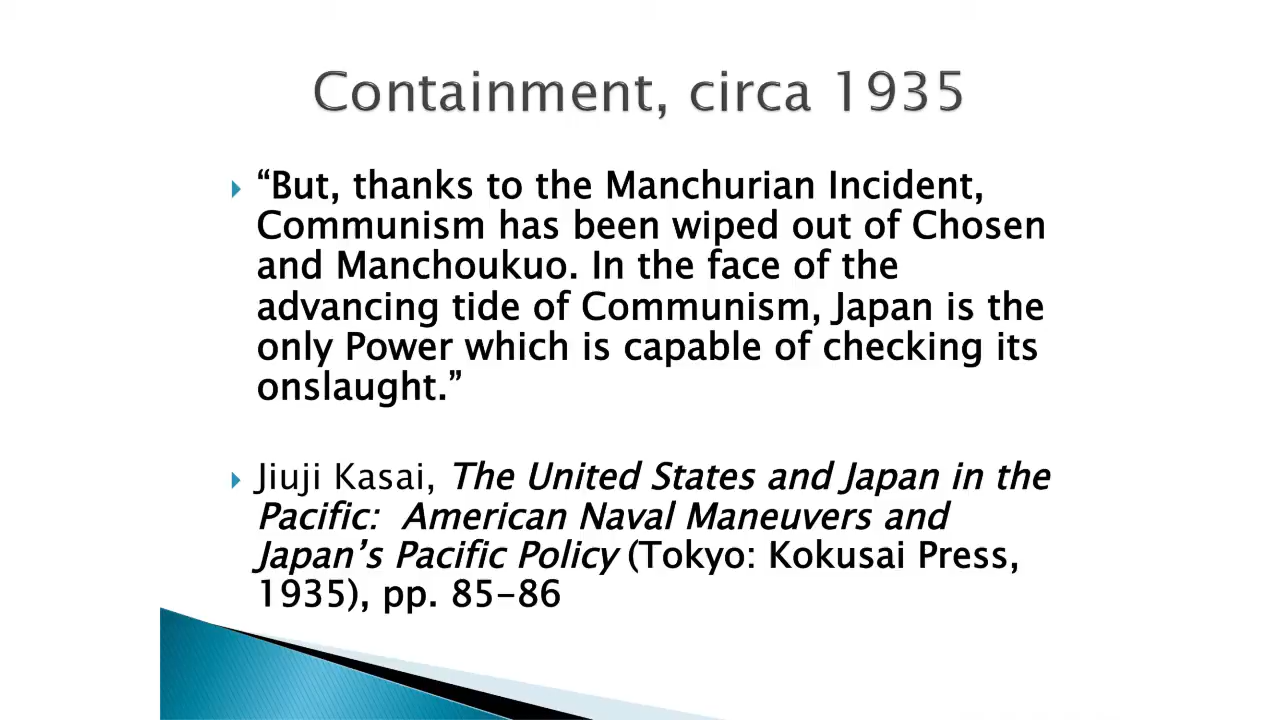 Containment, circa 1935
“But, thanks to the Manchurian Incident,
Communism has been wiped out of Chosen
and Manchoukuo. In the face of the
advancing tide of Communism, Japan is the
only Power which is capable of checking its
onslaught.”
Jiuji Kasai, The United States and Japan in the
Pacific:  American Naval Maneuvers and
Japan’s Pacific Policy (Tokyo: Kokusai Press,
1935), pp. 85-86